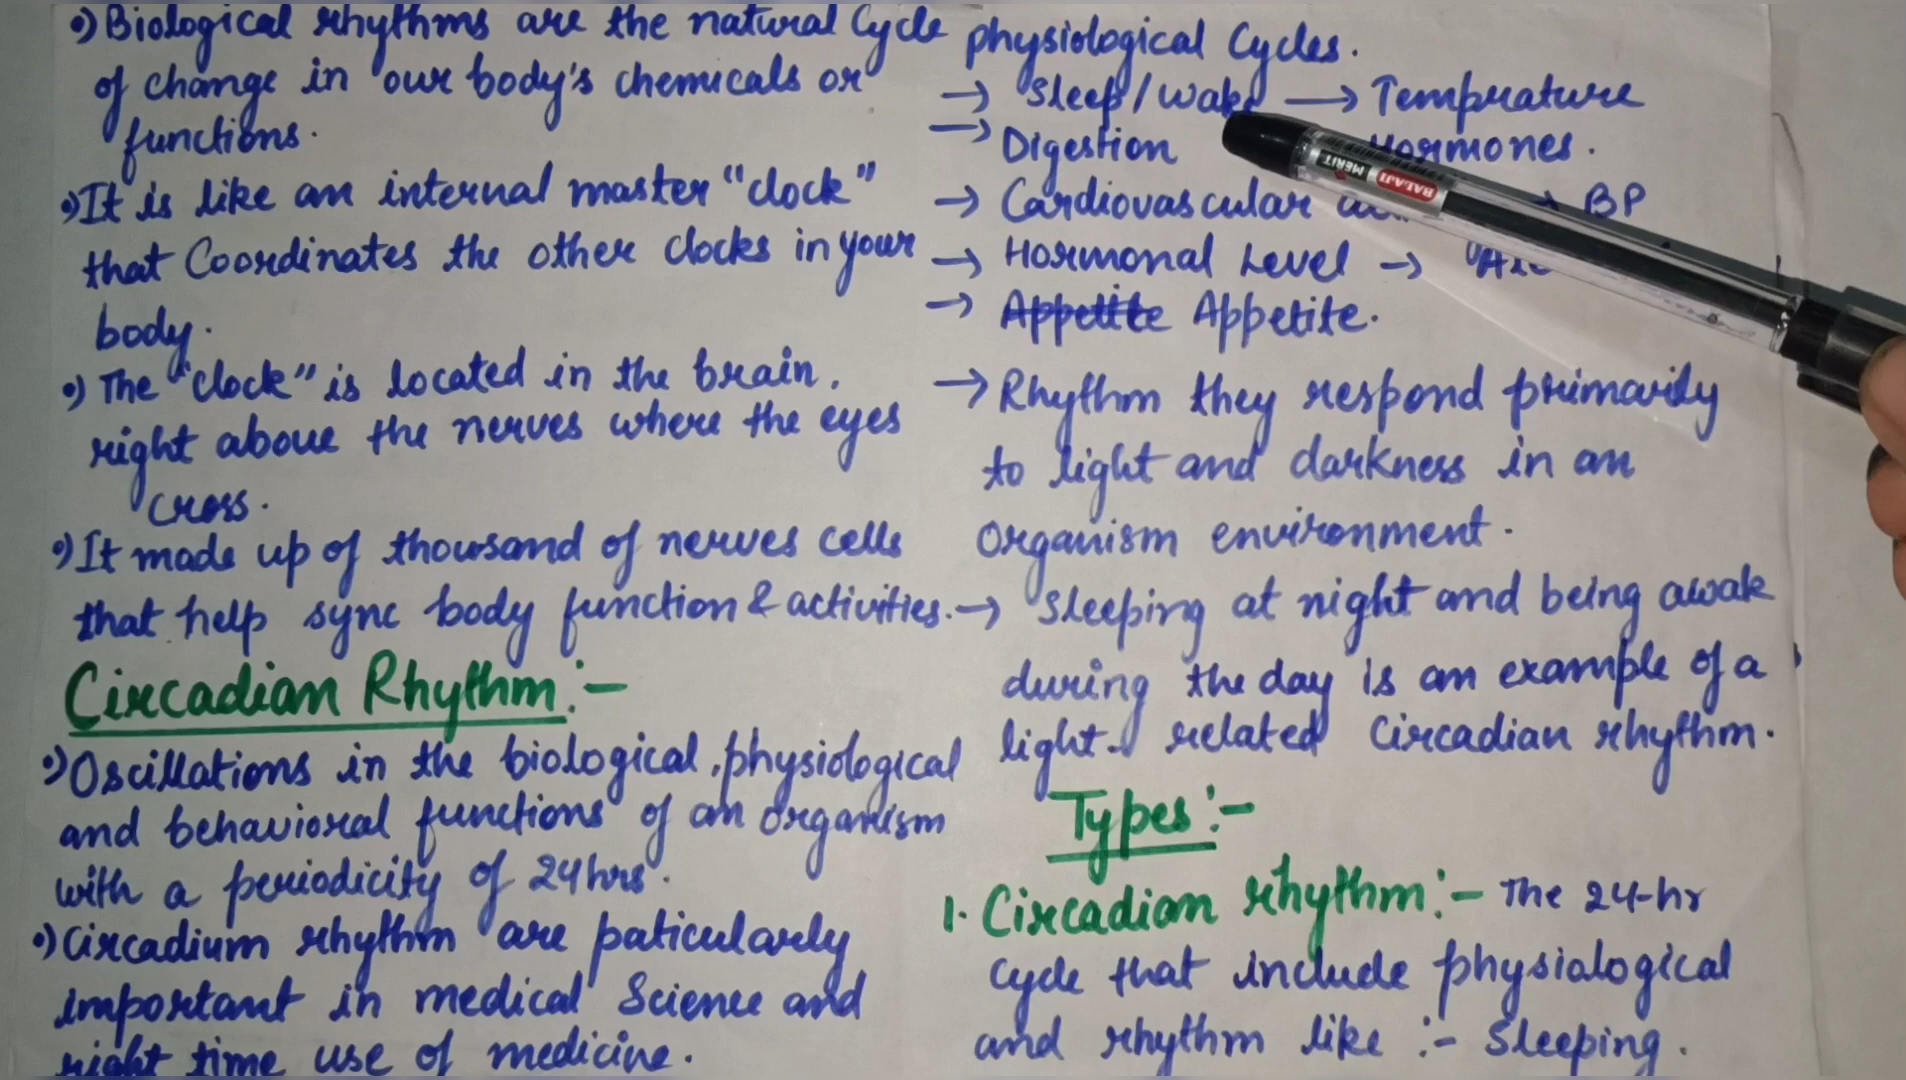 •) Biological rhythms are the natural Cycle
of change in our body's chemicals or
functions.
•) It is like an internal master "clock"
that Coordinates the other clocks in your
body.
•) The "clock" is located in the brain,
right above the nerves where the eyes
cross.
•) It made up of thousand of nerves cells
that help sync body function & activities.
Circadian Rhythm:-
•) Oscillations in the biological, physiological
and behavioral functions of an organism
with a periodicity of 24hrs.
•) Circadium rhythm are paticularly
important in medical Science and
right time use of medicine.
physiological Cycles.
→ Sleep/wake → Temprature
→ Digestion Hormones.
→ Cardiovascular → BP
→ Hormonal Level →
→ Appetite Appetite.
→ Rhythm they respond primarily
to light and darkness in an
organism environment.
→ Sleeping at night and being awak
during the day is an example of a
light-related Circadian rhythm.
Types:-
1. Circadian rhythm:- The 24-hr
cycle that include physialogical
and rhythm like :- Sleeping.
MERIT
BALAJI